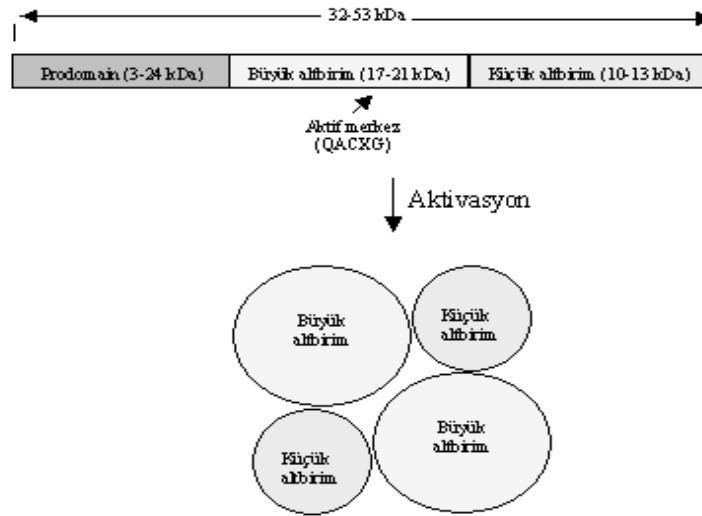 32-53 kDa
Prodomain (3-24 kDa) Büyük altbirim (17-21 kDa) Küçük altbirim (10-13 kDa)
Aktif merkez
(QACXG)
Aktivasyon
Büyük
altbirim
Küçük
altbirim
Büyük
altbirim
Küçük
altbirim